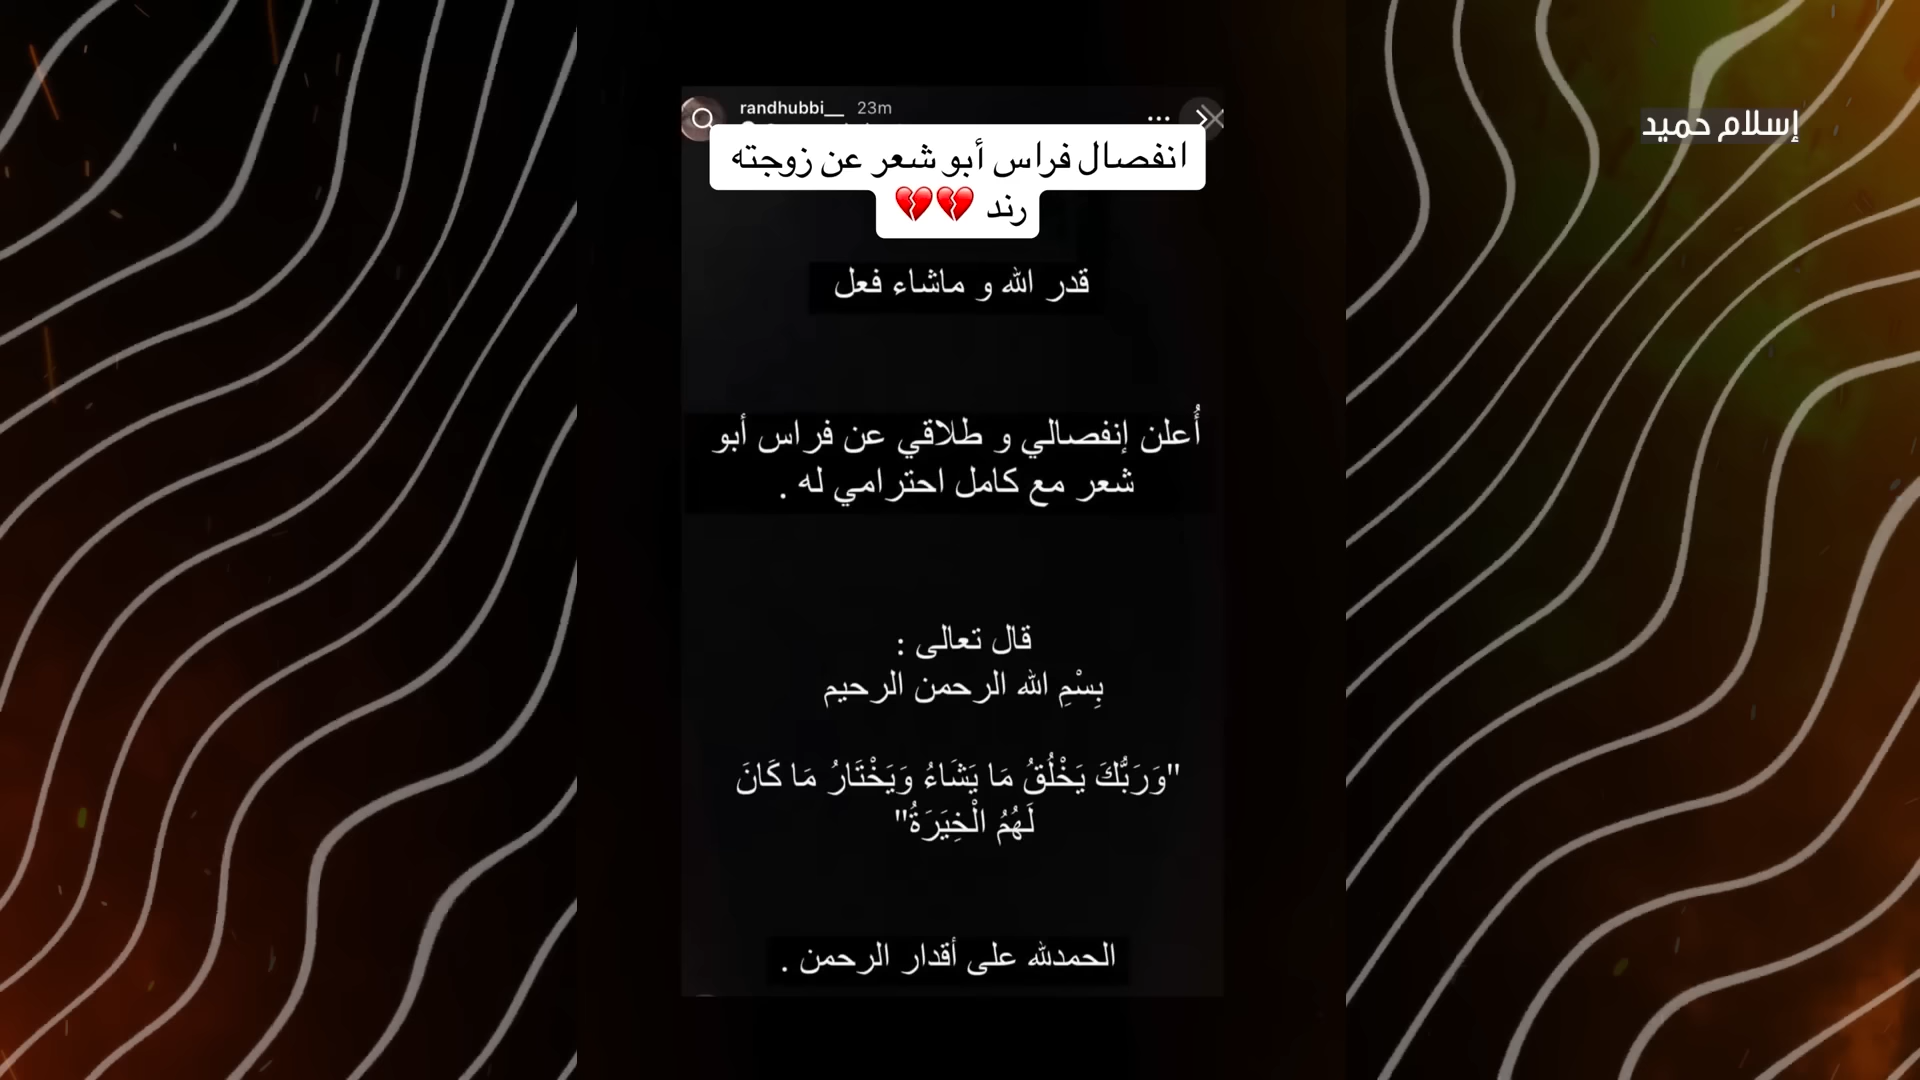 randhubbi__ 23m
إسلام حميد
انفصال فراس أبو شعر عن زوجته
رند 💔💔
قدر الله و ماشاء فعل
أُعلن إنفصالي و طلاقي عن فراس أبو
شعر مع كامل احترامي له .
قال تعالى :
بِسْمِ الله الرحمن الرحيم
"وَرَبُّكَ يَخْلُقُ مَا يَشَاءُ وَيَخْتَارُ مَا كَانَ
لَهُمُ الْخِيَرَةُ"
الحمدلله على أقدار الرحمن .